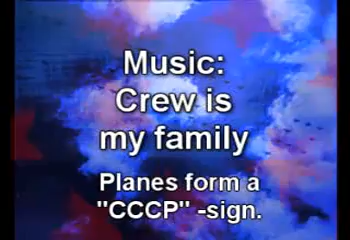 Music:
Crew is
my family
Planes form a
"CCCP" -sign.